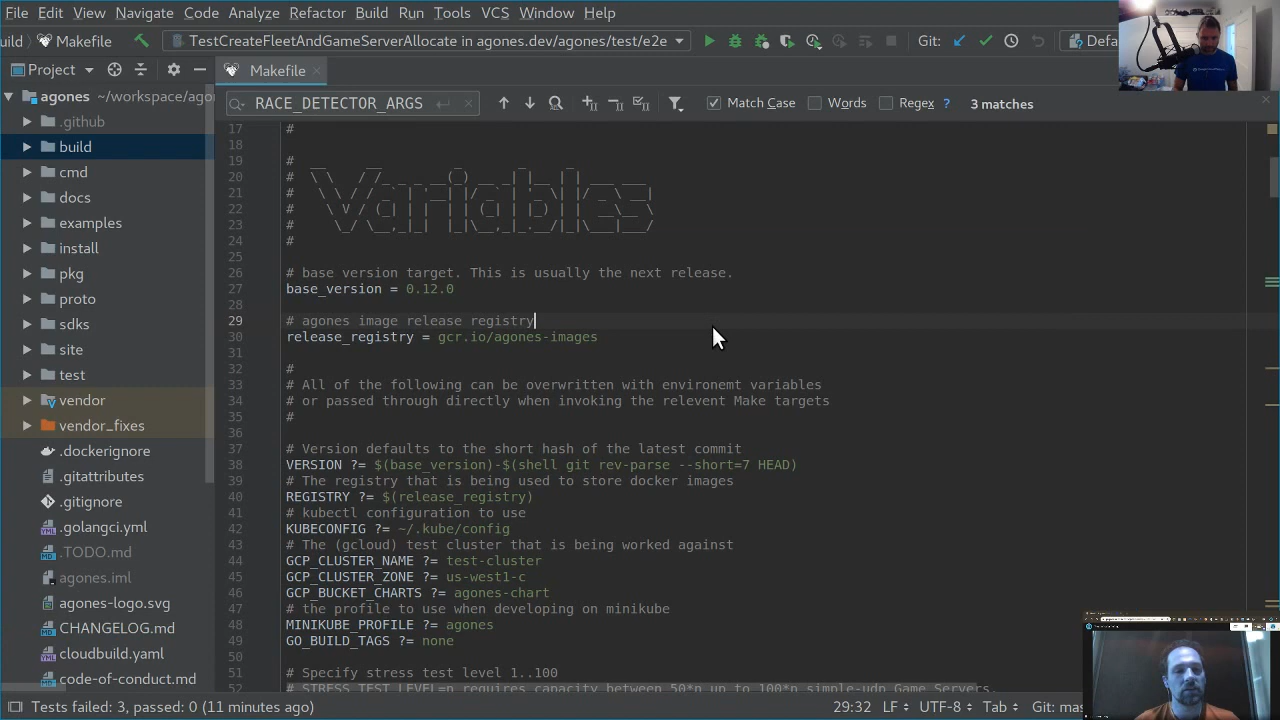 File Edit View Navigate Code Analyze Refactor Build Run Tools VCS Window Help
build Makefile TestCreateFleetAndGameServerAllocate in agones.dev/agones/test/e2e Git: Defa
Project Makefile
agones ~/workspace/ago
RACE_DETECTOR_ARGS Match Case Words Regex ? 3 matches
.github
build
cmd
docs
examples
install
pkg
proto
sdks
site
test
vendor
vendor_fixes
.dockerignore
.gitattributes
.gitignore
.golangci.yml
.TODO.md
agones.iml
agones-logo.svg
CHANGELOG.md
cloudbuild.yaml
code-of-conduct.md
17 #
18
19 #
20 #
21 # Variables
22 #
23 #
24 #
25
26 # base version target. This is usually the next release.
27 base_version = 0.12.0
28
29 # agones image release registry
30 release_registry = gcr.io/agones-images
31
32 #
33 # All of the following can be overwritten with environemt variables
34 # or passed through directly when invoking the relevent Make targets
35 #
36
37 # Version defaults to the short hash of the latest commit
38 VERSION ?= $(base_version)-$(shell git rev-parse --short=7 HEAD)
39 # The registry that is being used to store docker images
40 REGISTRY ?= $(release_registry)
41 # kubectl configuration to use
42 KUBECONFIG ?= ~/.kube/config
43 # The (gcloud) test cluster that is being worked against
44 GCP_CLUSTER_NAME ?= test-cluster
45 GCP_CLUSTER_ZONE ?= us-west1-c
46 GCP_BUCKET_CHARTS ?= agones-chart
47 # the profile to use when developing on minikube
48 MINIKUBE_PROFILE ?= agones
49 GO_BUILD_TAGS ?= none
50
51 # Specify stress test level 1..100
52 # STRESS_TEST_LEVEL=n requires capacity between 50*n up to 100*n simple-udp Game Servers.
Tests failed: 3, passed: 0 (11 minutes ago) 29:32 LF UTF-8 Tab Git: mas